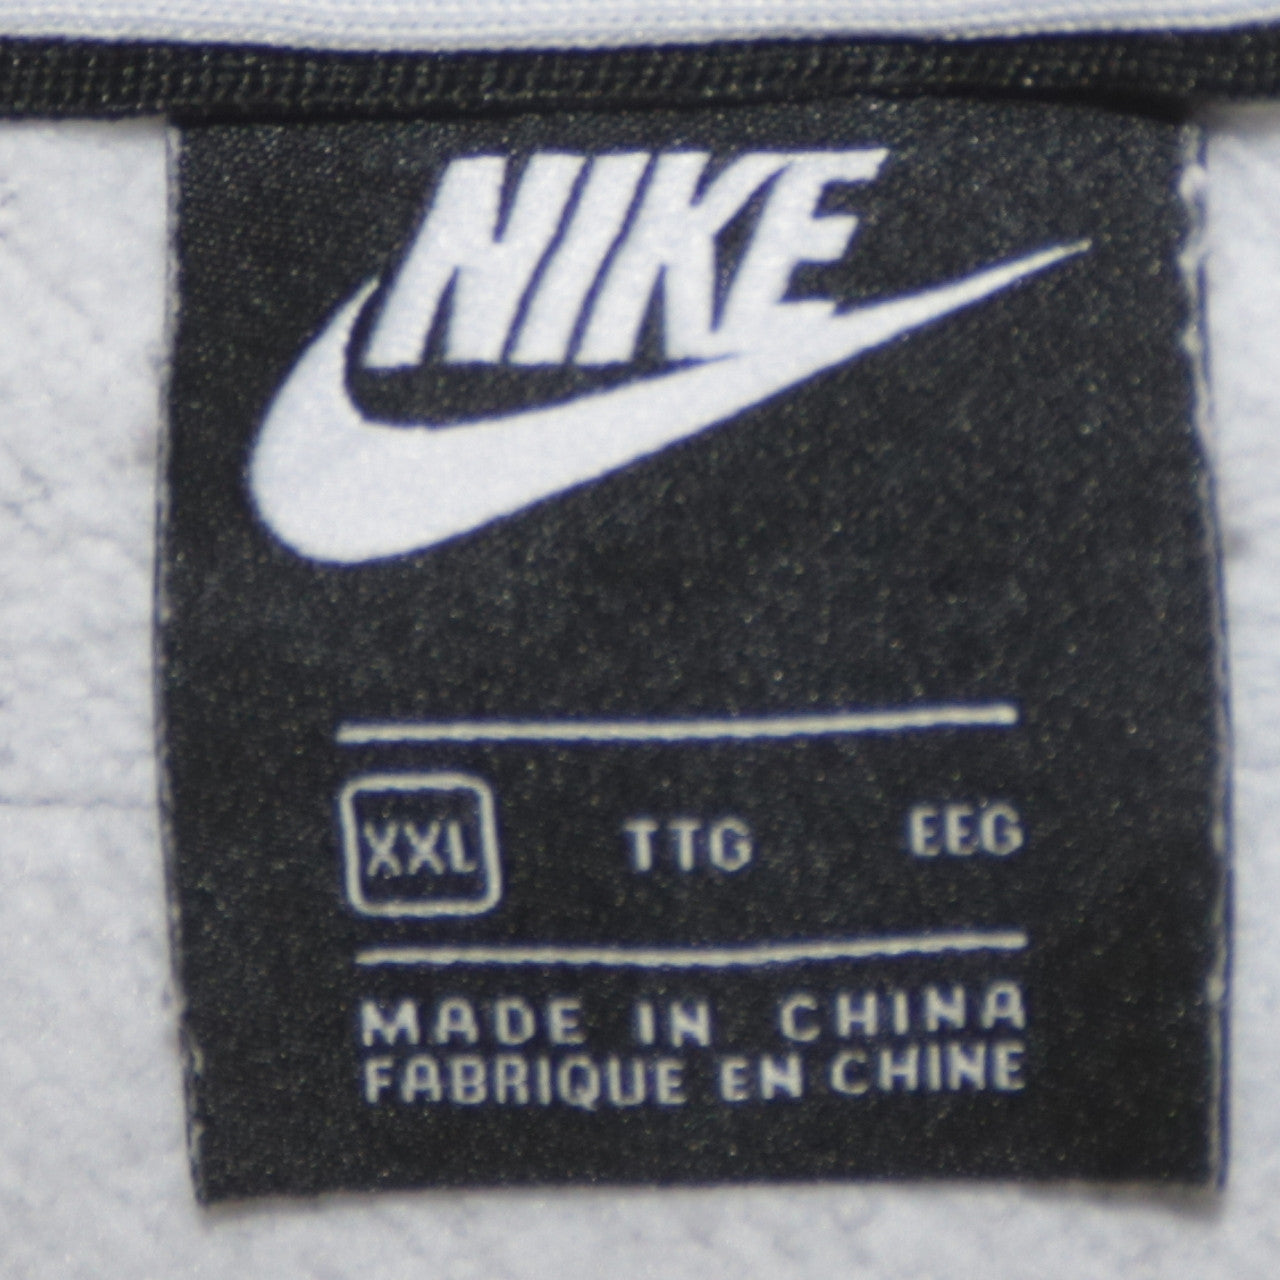 NIKE
XXL TTG EEG
MADE IN CHINA
FABRIQUE EN CHINE